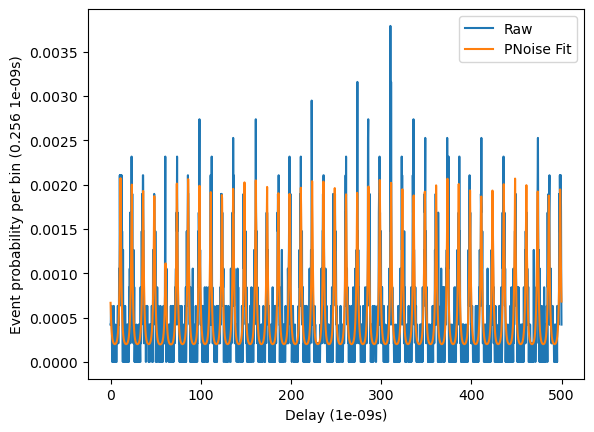 Raw
PNoise Fit
Event probability per bin (0.256 1e-09s)
0.0035
0.0030
0.0025
0.0020
0.0015
0.0010
0.0005
0.0000
0 100 200 300 400 500
Delay (1e-09s)